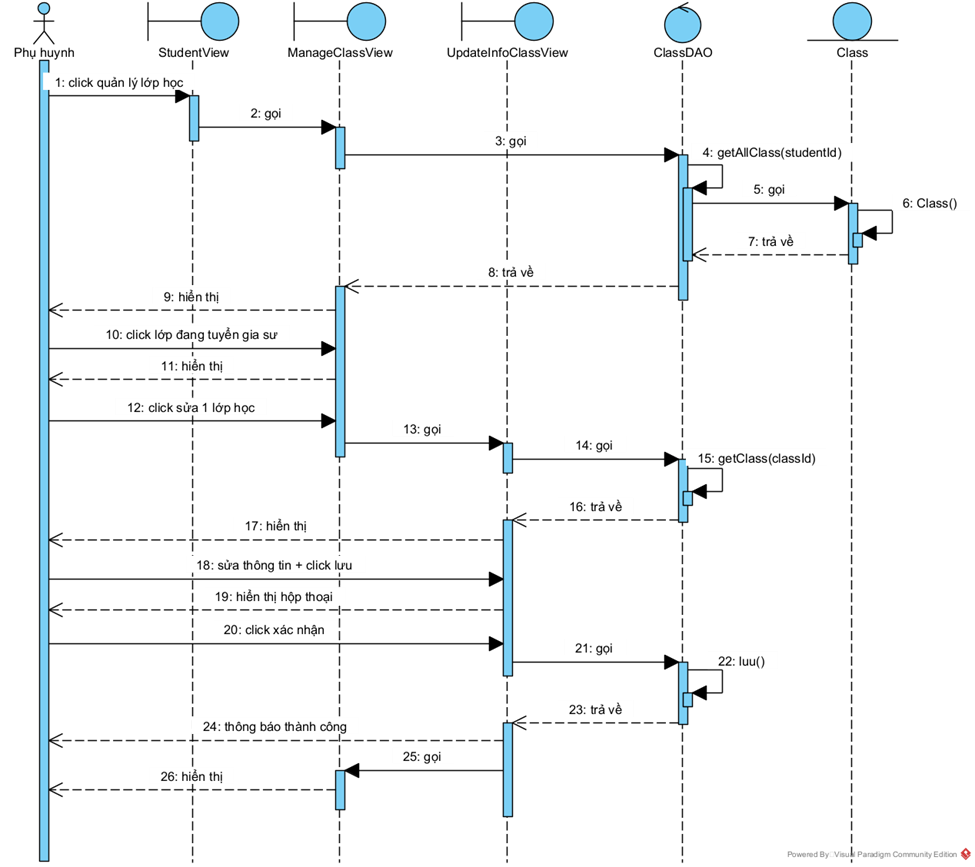 Phụ huynh
StudentView
ManageClassView
UpdateInfoClassView
ClassDAO
Class
1: click quản lý lớp học
2: gọi
3: gọi
4: getAllClass(studentId)
5: gọi
6: Class()
7: trả về
8: trả về
9: hiển thị
10: click lớp đang tuyển gia sư
11: hiển thị
12: click sửa 1 lớp học
13: gọi
14: gọi
15: getClass(classId)
16: trả về
17: hiển thị
18: sửa thông tin + click lưu
19: hiển thị hộp thoại
20: click xác nhận
21: gọi
22: luu()
23: trả về
24: thông báo thành công
25: gọi
26: hiển thị
Powered By: Visual Paradigm Community Edition